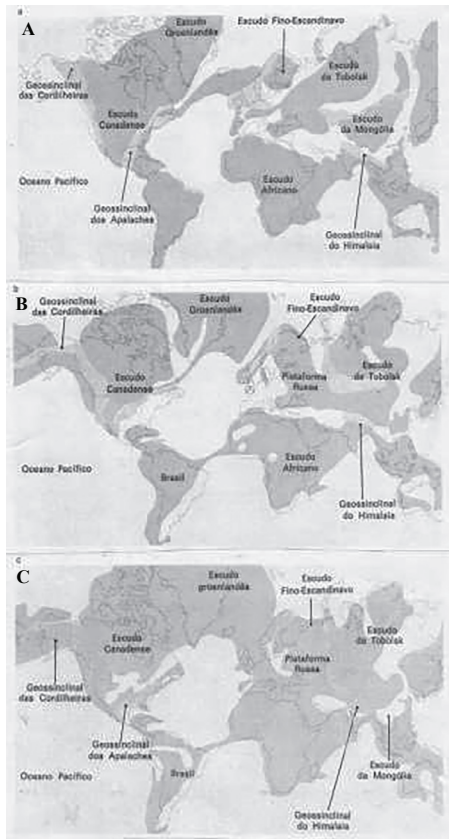 a
A
Escudo
Groenlandês
Escudo Fino-Escandinavo
Geossinclinal
das Cordilheiras
Escudo
de Tobolsk
Escudo
Canadense
Escudo
da Mongólia
Oceano Pacífico
Escudo
Africano
Geossinclinal
dos Apalaches
Geossinclinal
do Himalaia
b
B
Geossinclinal
das Cordilheiras
Escudo
Groenlandês
Escudo
Fino-Escandinavo
Escudo
Canadense
Plataforma
Russa
Escudo
de Tobolsk
Oceano Pacífico
Brasil
Escudo
Africano
Geossinclinal
do Himalaia
c
C
Escudo
groenlandês
Escudo
Fino-Escandinavo
Escudo
Canadense
Escudo
de Tobolsk
Plataforma
Russa
Geossinclinal
das Cordilheiras
Geossinclinal
dos Apalaches
Oceano Pacífico
Brasil
Escudo
da Mongólia
Geossinclinal
do Himalaia